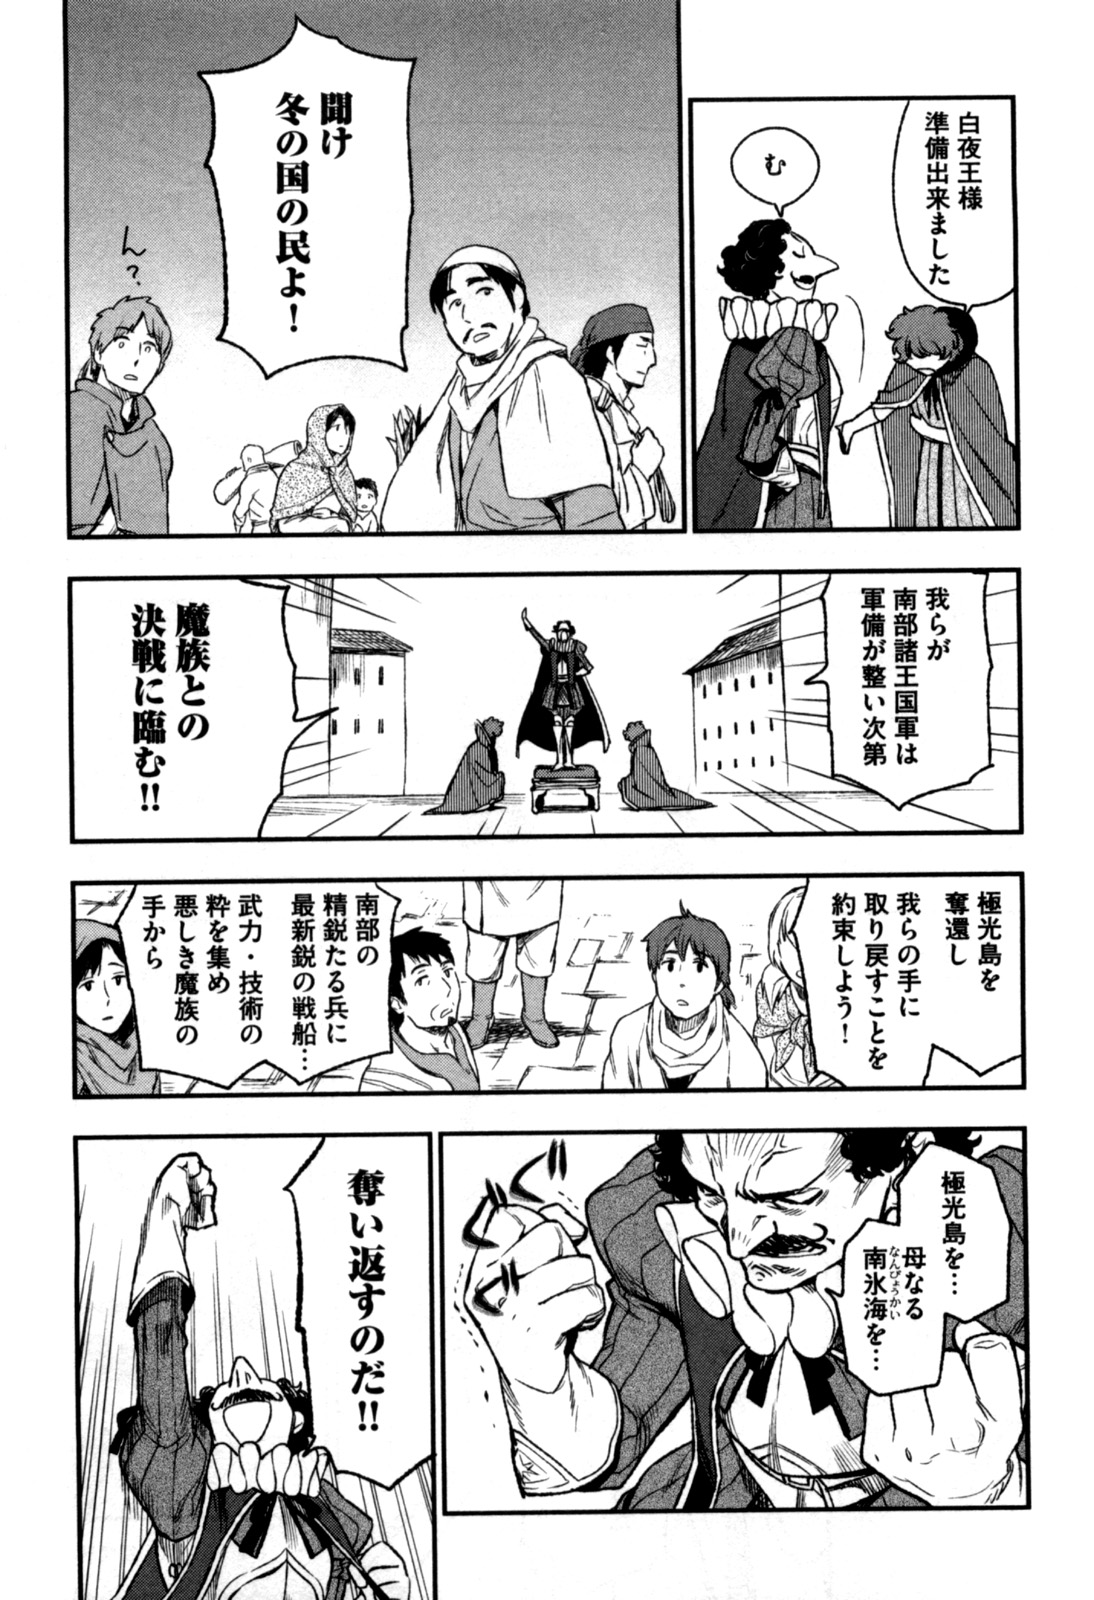 白夜王様
準備出来ました
む
聞け
冬の国の民よ！
ん？
我らが
南部諸王国軍は
軍備が整い次第
魔族との
決戦に臨む!!
極光島を
奪還し
我らの手に
取り戻すことを
約束しよう！
南部の
精鋭たる兵に
最新鋭の戦船…
武力・技術の
粋を集め
悪しき魔族の
手から
極光島を…
母なる
南氷海を…
なんぴょうかい
奪い返すのだ!!